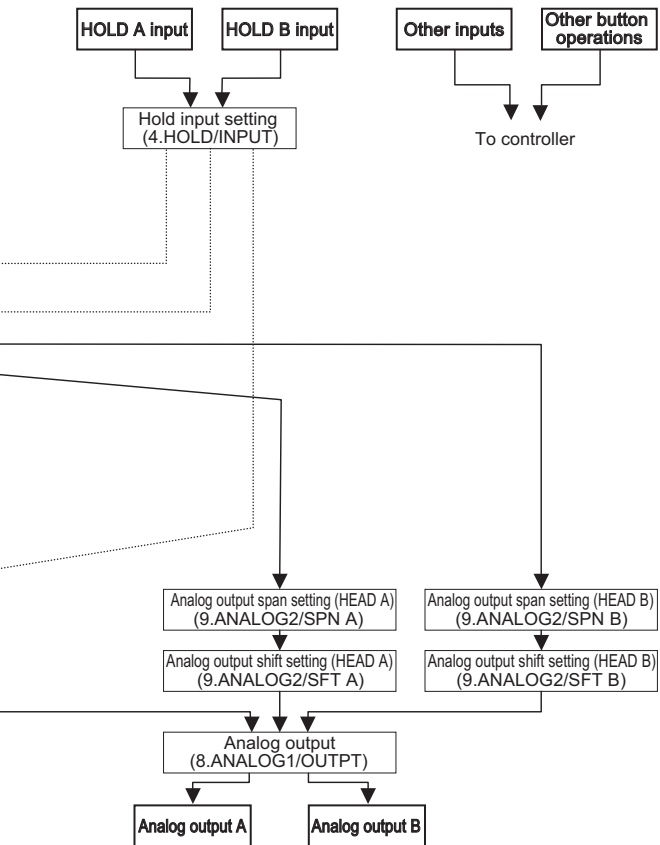 HOLD A input
HOLD B input
Other inputs
Other button
operations
Hold input setting
(4.HOLD/INPUT)
To controller
Analog output span setting (HEAD A)
(9.ANALOG2/SPN A)
Analog output span setting (HEAD B)
(9.ANALOG2/SPN B)
Analog output shift setting (HEAD A)
(9.ANALOG2/SFT A)
Analog output shift setting (HEAD B)
(9.ANALOG2/SFT B)
Analog output
(8.ANALOG1/OUTPT)
Analog output A
Analog output B